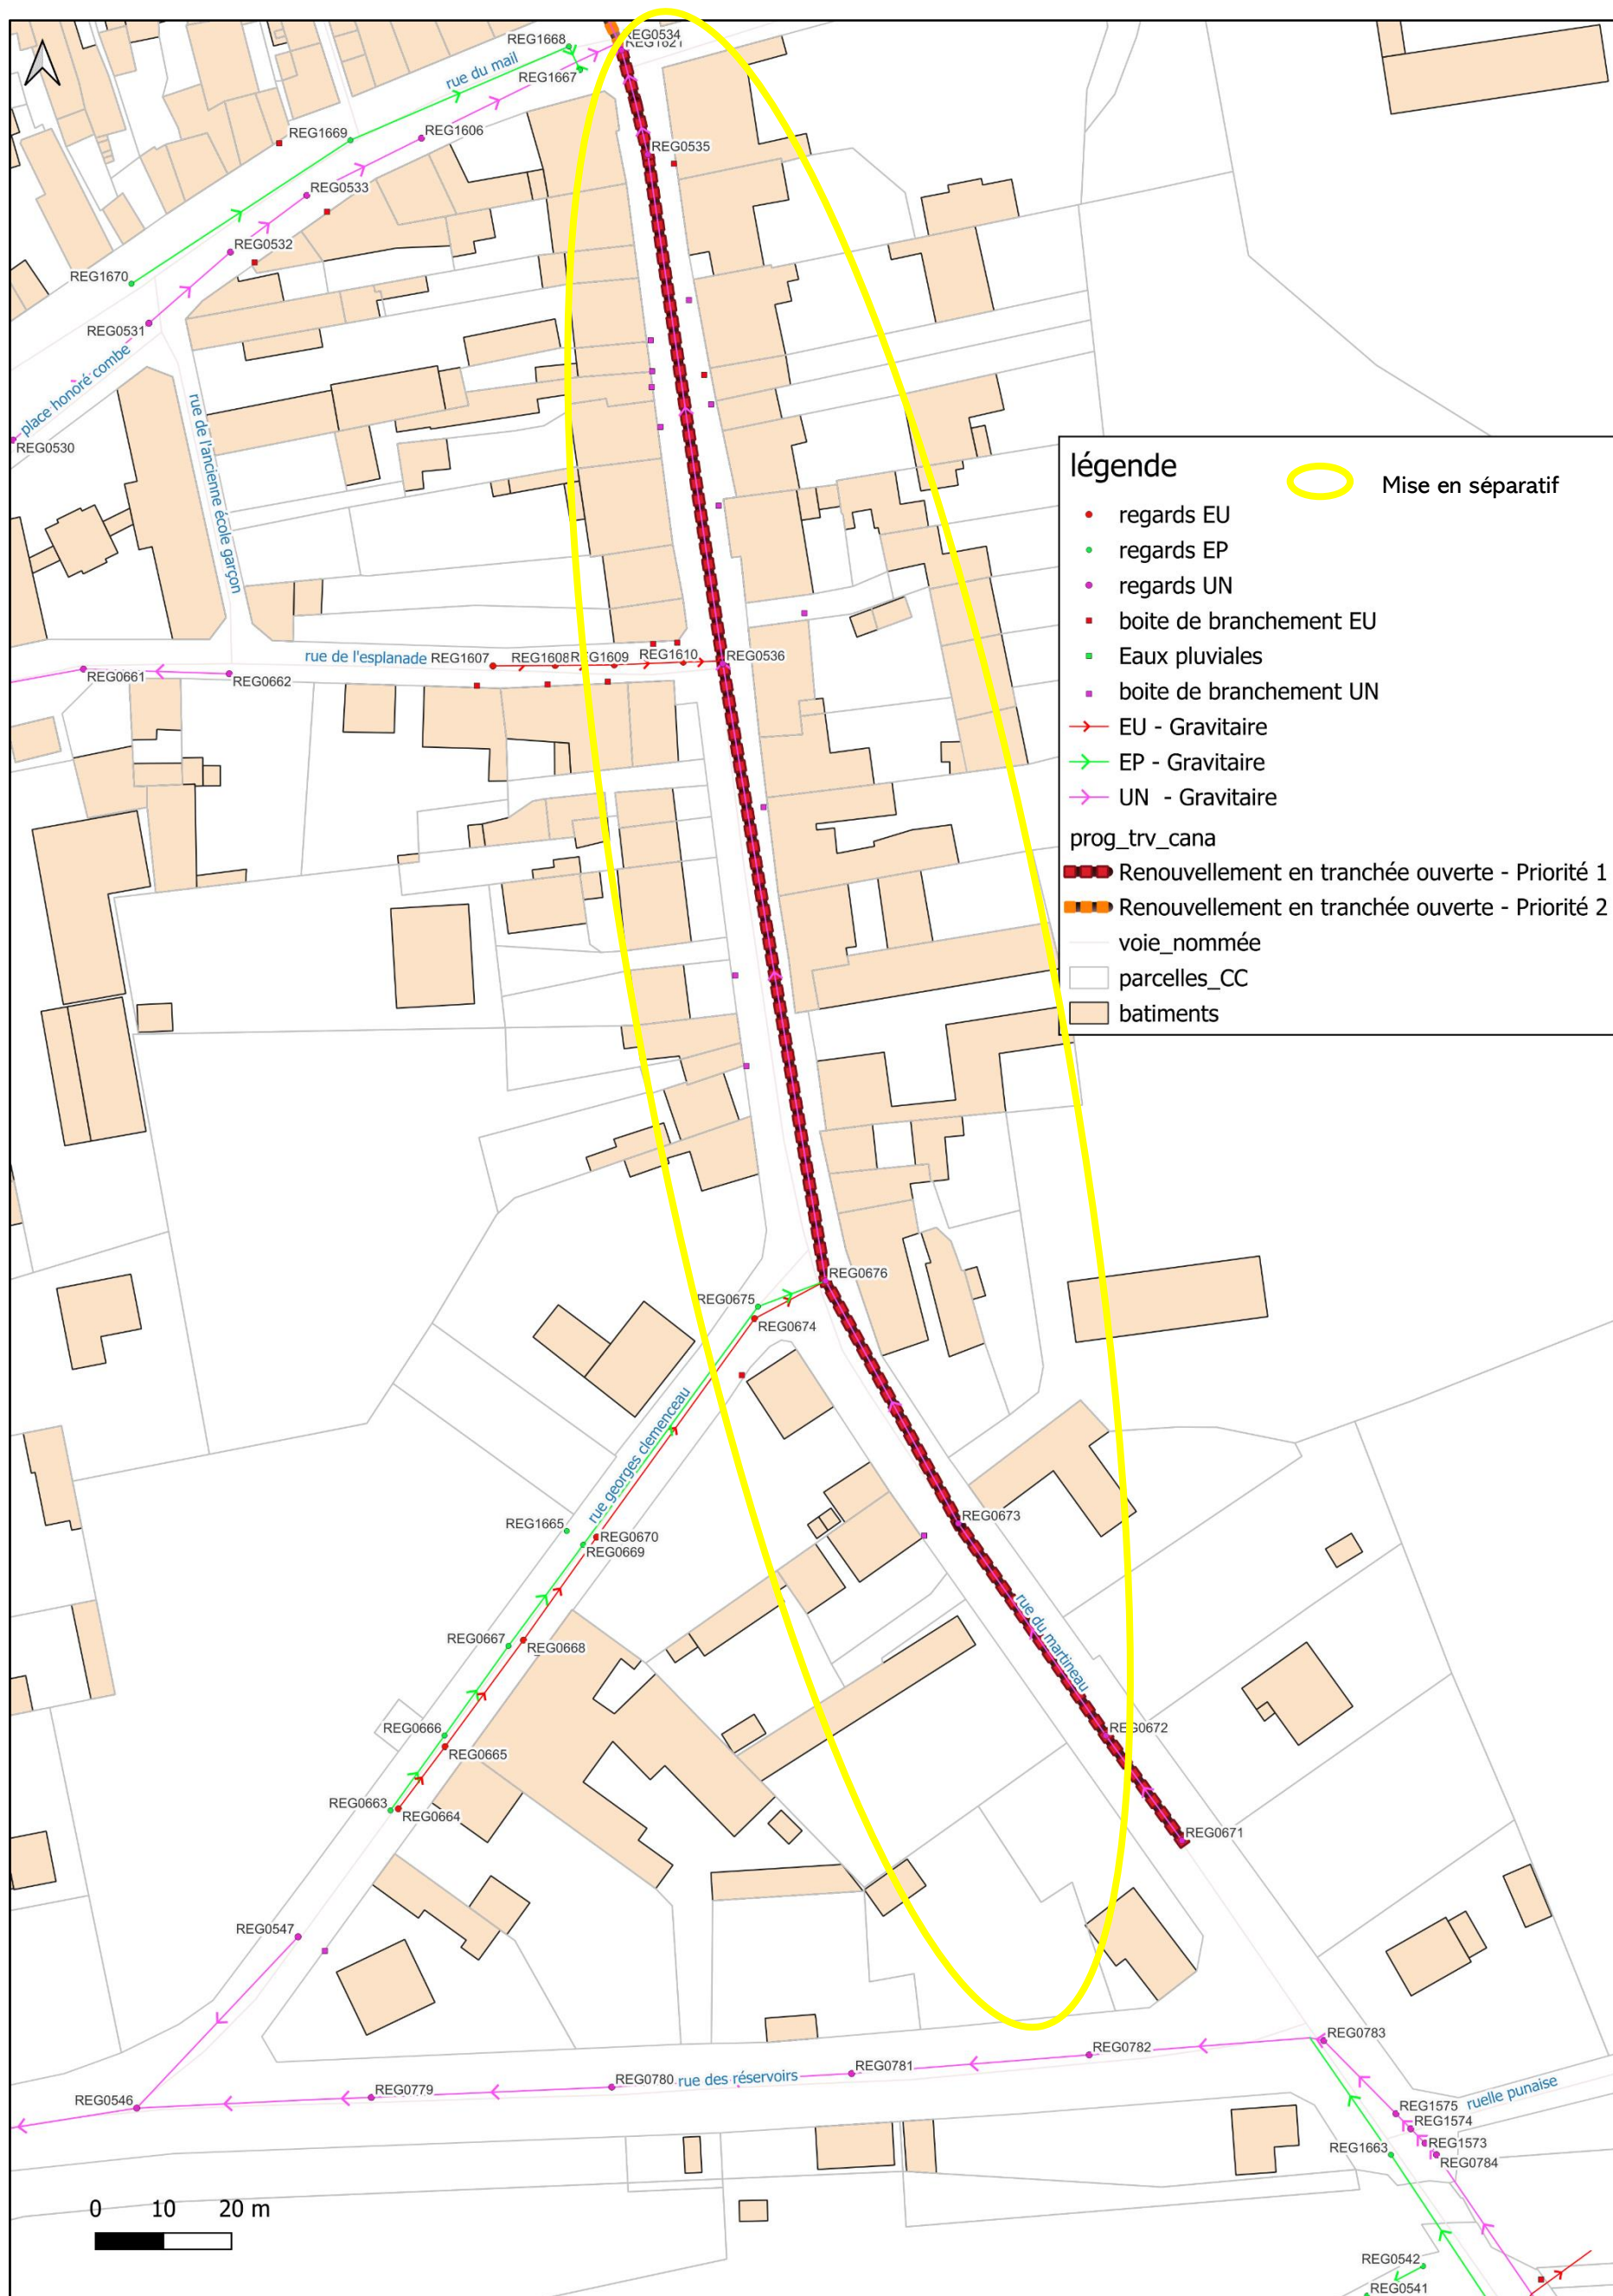 REG1668
REG0534
REG1621
rue du mail
REG1667
REG1669
REG1606
REG0535
REG0533
REG0532
REG1670
REG0531
place honoré combe
REG0530
rue de l'ancienne école garçon
légende
Mise en séparatif
regards EU
regards EP
regards UN
boite de branchement EU
Eaux pluviales
boite de branchement UN
EU - Gravitaire
EP - Gravitaire
UN - Gravitaire
prog_trv_cana
Renouvellement en tranchée ouverte - Priorité 1
Renouvellement en tranchée ouverte - Priorité 2
voie_nommée
parcelles_CC
batiments
rue de l'esplanade
REG1607
REG1608
REG1609
REG1610
REG0536
REG0661
REG0662
REG0676
REG0675
REG0674
rue georges clemenceau
REG1665
REG0670
REG0669
REG0673
REG0667
REG0668
rue du martineau
REG0666
REG0665
REG0672
REG0663
REG0664
REG0671
REG0547
REG0783
REG0782
REG0781
REG0780
rue des réservoirs
REG0779
REG0546
ruelle punaise
REG1575
REG1574
REG1573
REG1663
REG0784
0 10 20 m
REG0542
REG0541